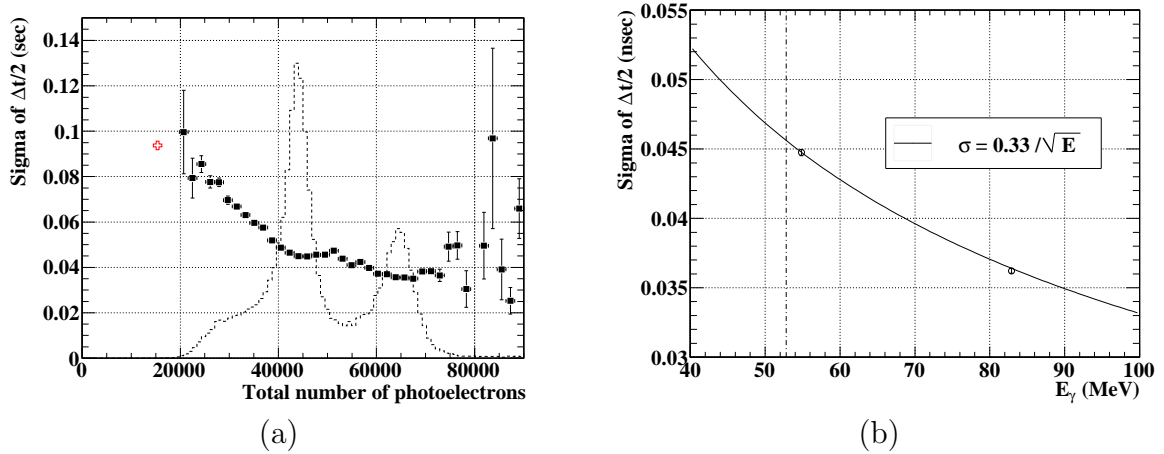 Sigma of Δt/2 (sec)
0.14
0.12
0.1
0.08
0.06
0.04
0.02
0
0 20000 40000 60000 80000
Total number of photoelectrons
(a)
Sigma of Δt/2 (nsec)
0.055
0.05
0.045
0.04
0.035
0.03
σ = 0.33 /√E
40 50 60 70 80 90 100
E_γ (MeV)
(b)